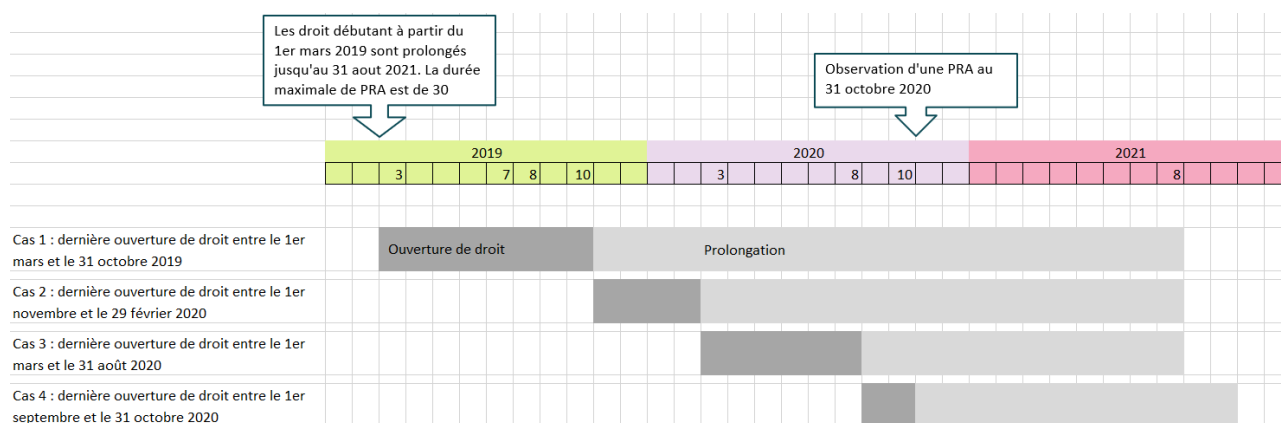 Les droit débutant à partir du
1er mars 2019 sont prolongés
jusqu'au 31 aout 2021. La durée
maximale de PRA est de 30
Observation d'une PRA au
31 octobre 2020
2019 2020 2021
3 7 8 10 3 8 10 8
Cas 1 : dernière ouverture de droit entre le 1er
mars et le 31 octobre 2019
Ouverture de droit
Prolongation
Cas 2 : dernière ouverture de droit entre le 1er
novembre et le 29 février 2020
Cas 3 : dernière ouverture de droit entre le 1er
mars et le 31 août 2020
Cas 4 : dernière ouverture de droit entre le 1er
septembre et le 31 octobre 2020